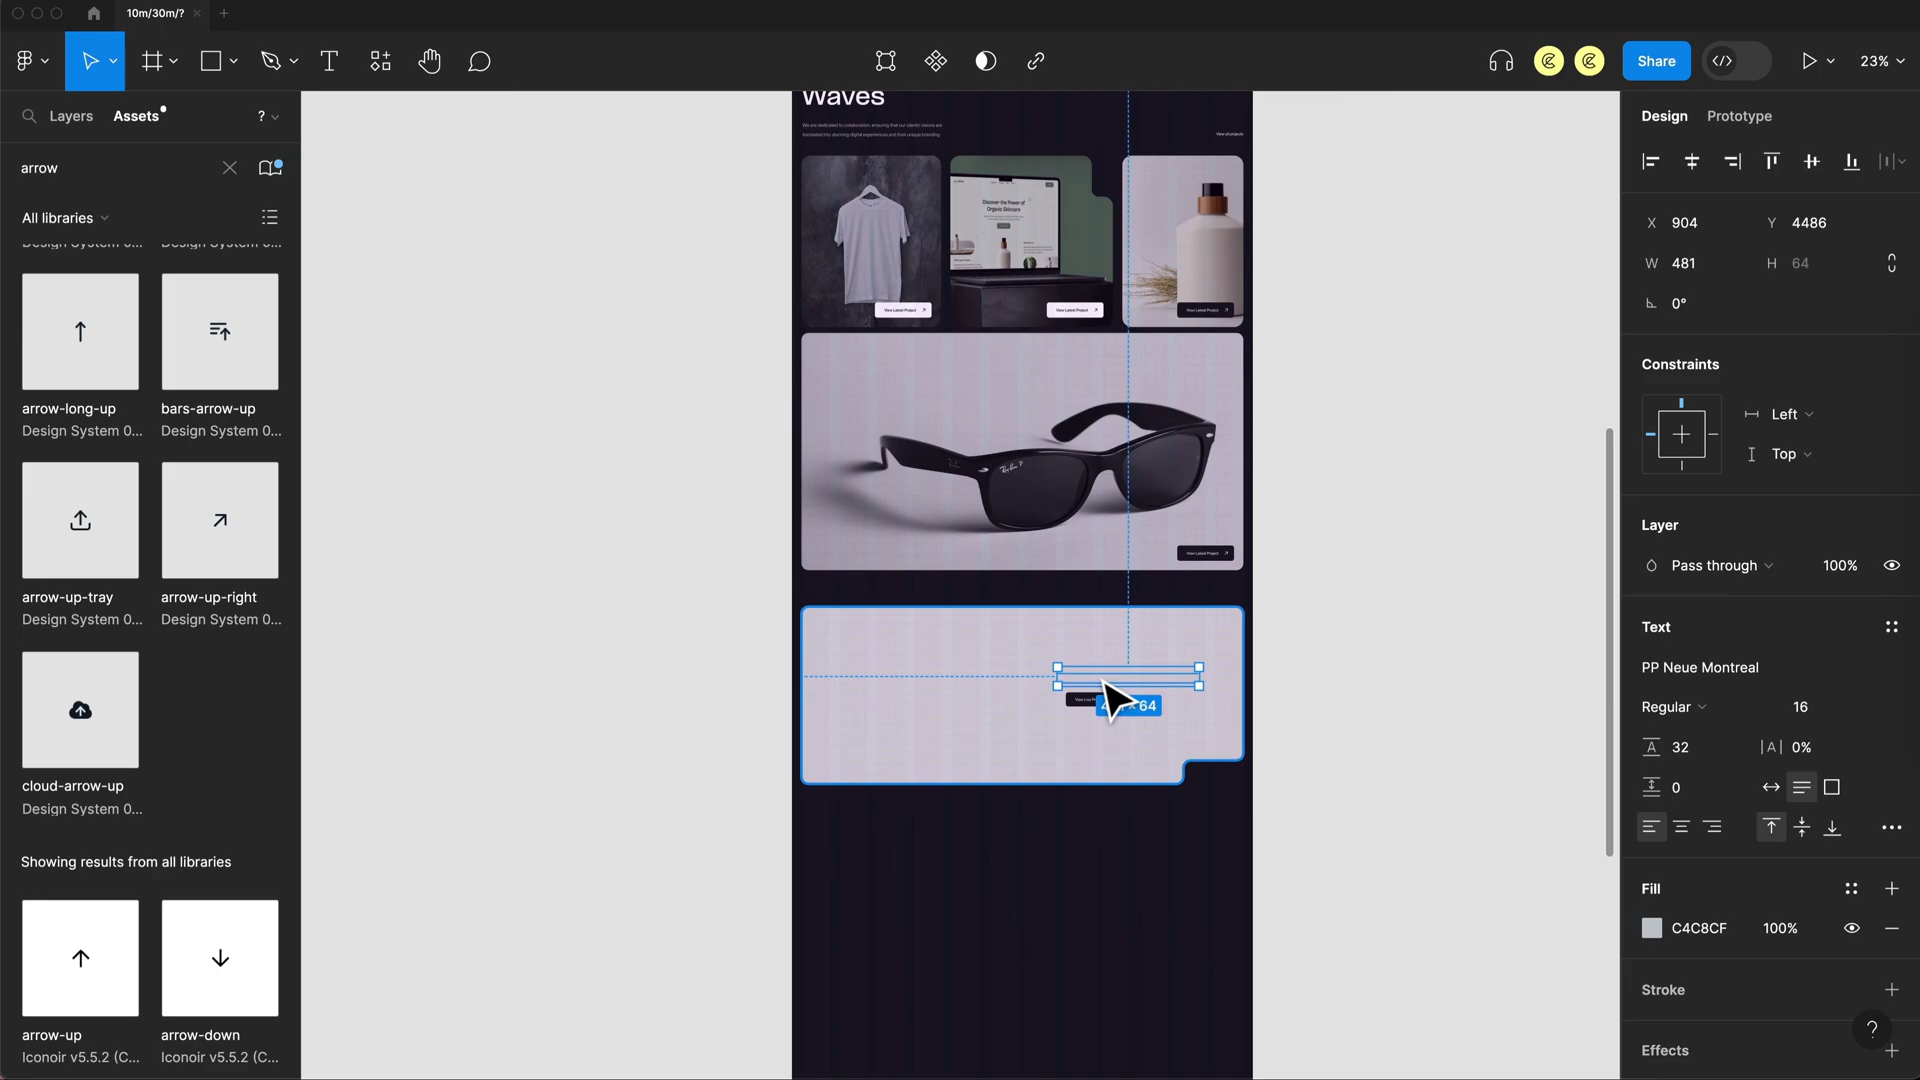 10m/30m/?
Share
23%
Layers
Assets
?
arrow
All libraries
Design System 0...
Design System 0...
arrow-long-up
Design System 0...
bars-arrow-up
Design System 0...
arrow-up-tray
Design System 0...
arrow-up-right
Design System 0...
cloud-arrow-up
Design System 0...
Showing results from all libraries
arrow-up
Iconoir v5.5.2 (C...
arrow-down
Iconoir v5.5.2 (C...
Waves
We are dedicated to collaboration, ensuring that our clients' visions are
translated into stunning digital experiences and their unique branding.
View all projects
Discover the Power of
Organic Skincare
View Latest Project
View Latest Project
View Latest Project
Ray-Ban
View Latest Project
× 64
Design
Prototype
X 904
Y 4486
W 481
H 64
0°
Constraints
Left
Top
Layer
Pass through
100%
Text
PP Neue Montreal
Regular
16
A 32
|A| 0%
0
Fill
C4C8CF
100%
Stroke
Effects
?